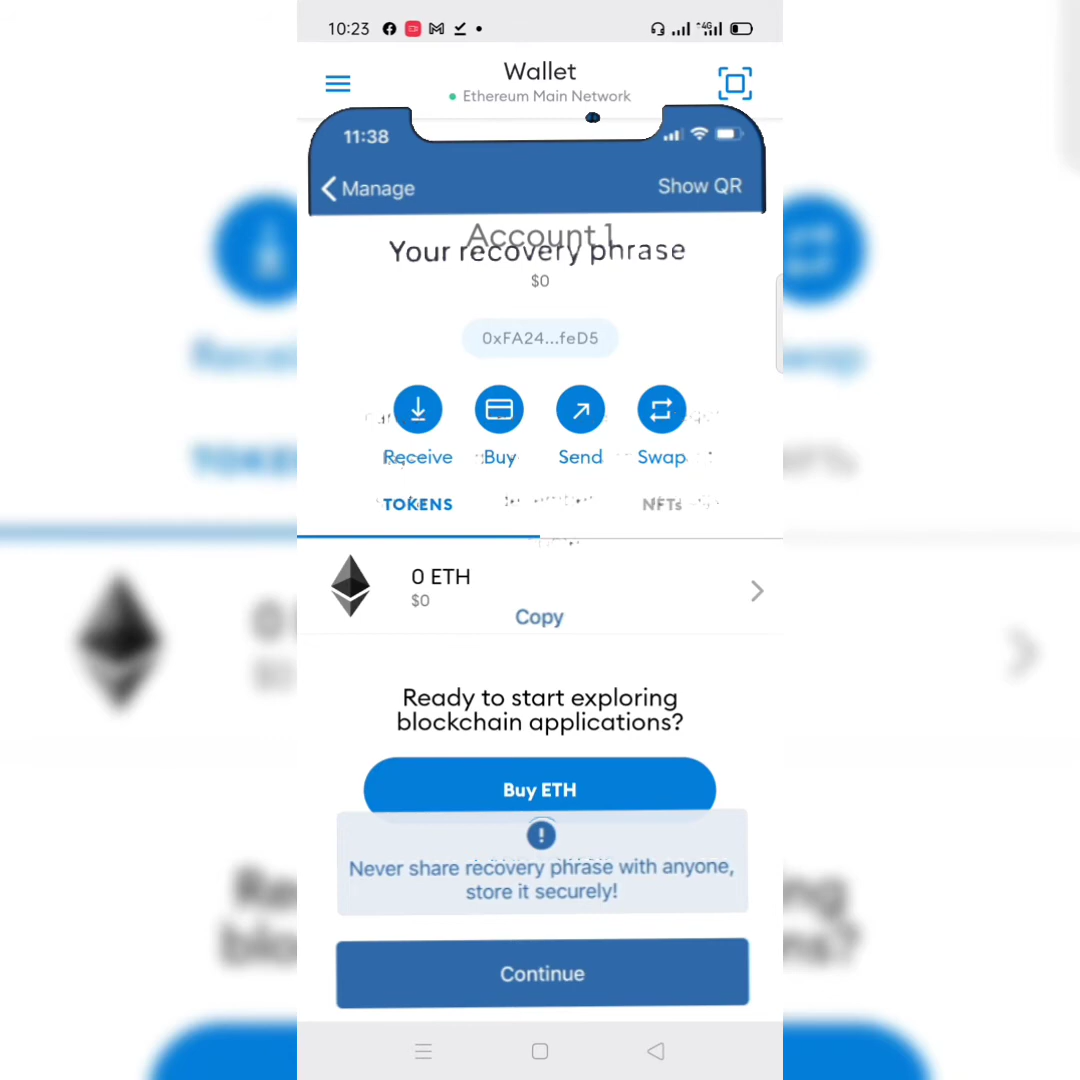 10:23
4G
Wallet
Ethereum Main Network
11:38
Manage
Show QR
Account 1
Your recovery phrase
$0
0xFA24...feD5
Receive
Buy
Send
Swap
TOKENS
NFTs
0 ETH
$0
Copy
Ready to start exploring
blockchain applications?
Buy ETH
Never share recovery phrase with anyone,
store it securely!
Continue